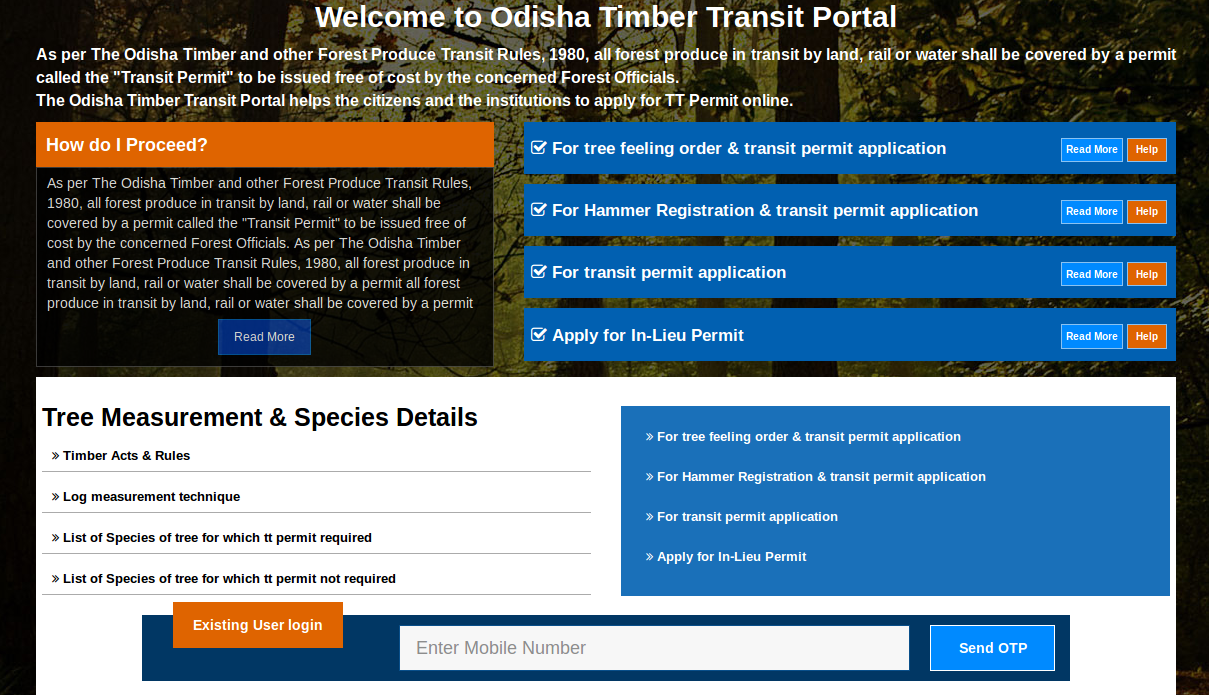 Welcome to Odisha Timber Transit Portal
As per The Odisha Timber and other Forest Produce Transit Rules, 1980, all forest produce in transit by land, rail or water shall be covered by a permit
called the "Transit Permit" to be issued free of cost by the concerned Forest Officials.
The Odisha Timber Transit Portal helps the citizens and the institutions to apply for TT Permit online.
How do I Proceed?
As per The Odisha Timber and other Forest Produce Transit Rules,
1980, all forest produce in transit by land, rail or water shall be
covered by a permit called the "Transit Permit" to be issued free of
cost by the concerned Forest Officials. As per The Odisha Timber
and other Forest Produce Transit Rules, 1980, all forest produce in
transit by land, rail or water shall be covered by a permit all forest
produce in transit by land, rail or water shall be covered by a permit
Read More
For tree feeling order & transit permit application
Read More
Help
For Hammer Registration & transit permit application
Read More
Help
For transit permit application
Read More
Help
Apply for In-Lieu Permit
Read More
Help
Tree Measurement & Species Details
» Timber Acts & Rules
» Log measurement technique
» List of Species of tree for which tt permit required
» List of Species of tree for which tt permit not required
» For tree feeling order & transit permit application
» For Hammer Registration & transit permit application
» For transit permit application
» Apply for In-Lieu Permit
Existing User login
Enter Mobile Number
Send OTP